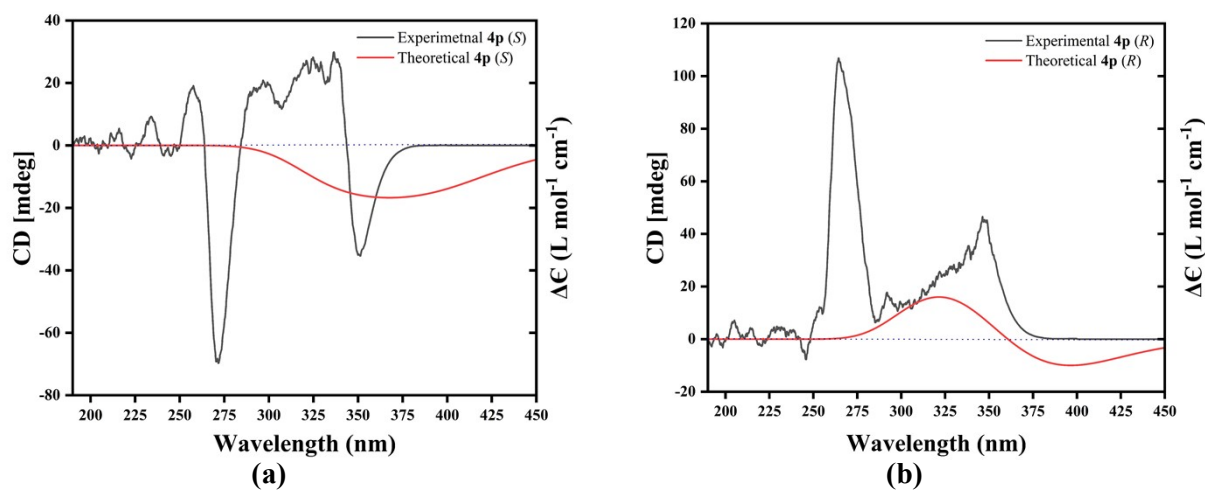 40
20
0
-20
-40
-60
-80
CD [mdeg]
Experimetnal 4p (S)
Theoretical 4p (S)
ΔЄ (L mol⁻¹ cm⁻¹)
200 225 250 275 300 325 350 375 400 425 450
Wavelength (nm)
(a)
120
100
80
60
40
20
0
-20
CD [mdeg]
Experimental 4p (R)
Theoretical 4p (R)
ΔЄ (L mol⁻¹ cm⁻¹)
200 225 250 275 300 325 350 375 400 425 450
Wavelength (nm)
(b)